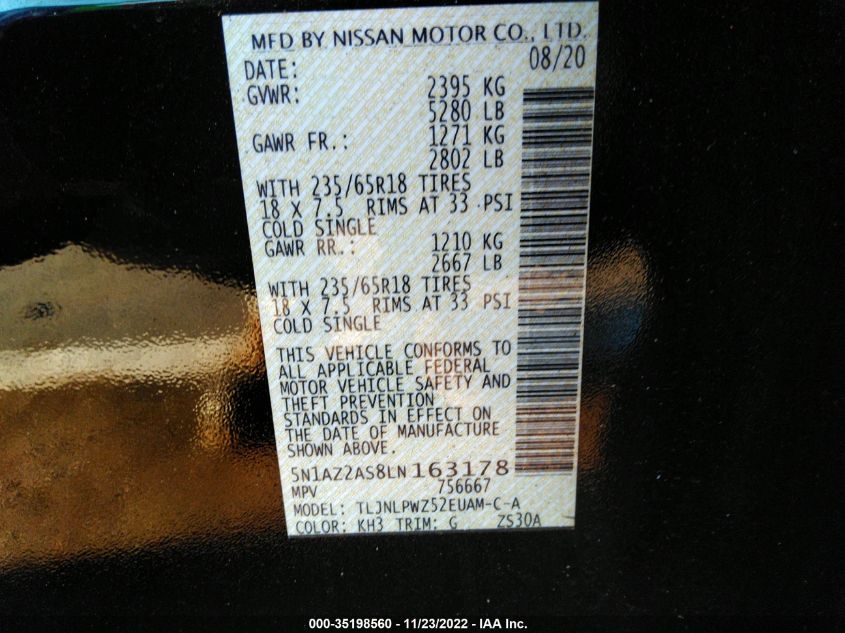 MFD BY NISSAN MOTOR CO., LTD.
DATE: 08/20
GVWR: 2395 KG
5280 LB
GAWR FR.: 1271 KG
2802 LB
WITH 235/65R18 TIRES
18 X 7.5 RIMS AT 33 PSI
COLD SINGLE
GAWR RR.: 1210 KG
2667 LB
WITH 235/65R18 TIRES
18 X 7.5 RIMS AT 33 PSI
COLD SINGLE
THIS VEHICLE CONFORMS TO
ALL APPLICABLE FEDERAL
MOTOR VEHICLE SAFETY AND
THEFT PREVENTION
STANDARDS IN EFFECT ON
THE DATE OF MANUFACTURE
SHOWN ABOVE.
5N1AZ2AS8LN163178
MPV 756667
MODEL: TLJNLPWZ52EUAM-C-A
COLOR: KH3 TRIM: G ZS30A
000-35198560 - 11/23/2022 - IAA Inc.